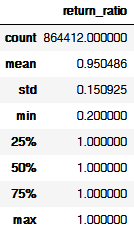 return_ratio
count 864412.000000
mean 0.950486
std 0.150925
min 0.200000
25% 1.000000
50% 1.000000
75% 1.000000
max 1.000000